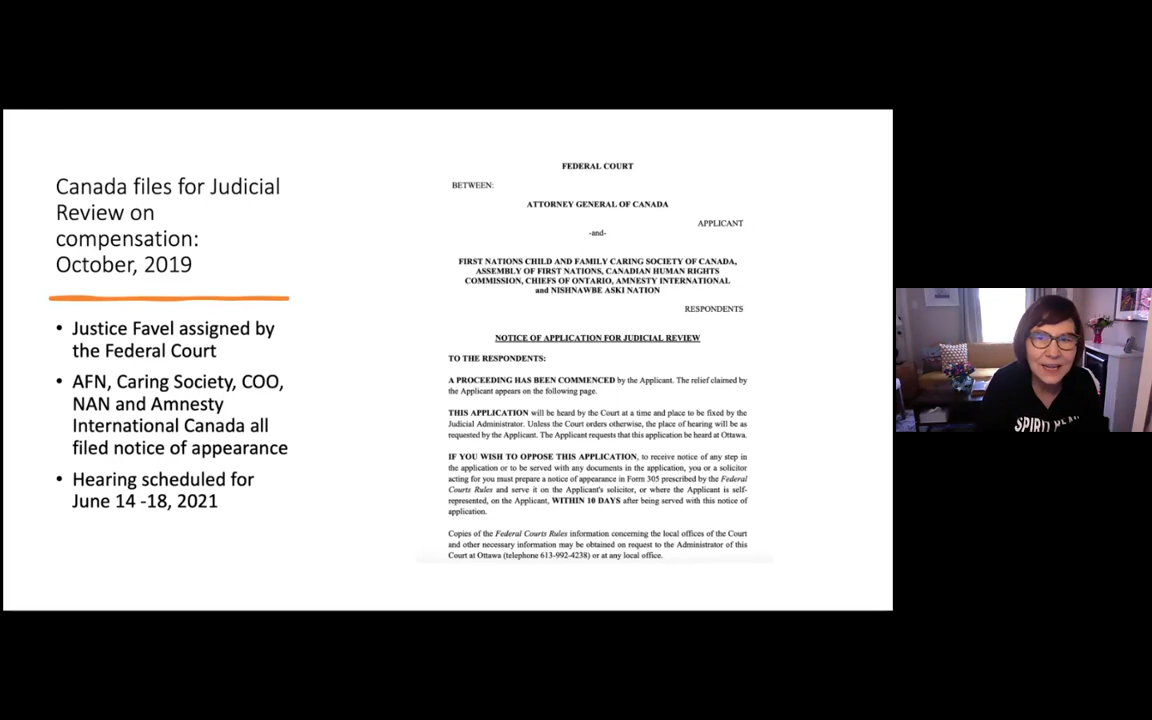 Canada files for Judicial
Review on
compensation:
October, 2019
• Justice Favel assigned by
the Federal Court
• AFN, Caring Society, COO,
NAN and Amnesty
International Canada all
filed notice of appearance
• Hearing scheduled for
June 14 -18, 2021
FEDERAL COURT
BETWEEN:
ATTORNEY GENERAL OF CANADA
APPLICANT
-and-
FIRST NATIONS CHILD AND FAMILY CARING SOCIETY OF CANADA,
ASSEMBLY OF FIRST NATIONS, CANADIAN HUMAN RIGHTS
COMMISSION, CHIEFS OF ONTARIO, AMNESTY INTERNATIONAL
and NISHNAWBE ASKI NATION
RESPONDENTS
NOTICE OF APPLICATION FOR JUDICIAL REVIEW
TO THE RESPONDENTS:
A PROCEEDING HAS BEEN COMMENCED by the Applicant. The relief claimed by
the Applicant appears on the following page.
THIS APPLICATION will be heard by the Court at a time and place to be fixed by the
Judicial Administrator. Unless the Court orders otherwise, the place of hearing will be as
requested by the Applicant. The Applicant requests that this application be heard at Ottawa.
IF YOU WISH TO OPPOSE THIS APPLICATION, to receive notice of any step in
the application or to be served with any documents in the application, you or a solicitor
acting for you must prepare a notice of appearance in Form 305 prescribed by the Federal
Courts Rules and serve it on the Applicant's solicitor, or where the Applicant is self-
represented, on the Applicant, WITHIN 10 DAYS after being served with this notice of
application.
Copies of the Federal Courts Rules information concerning the local offices of the Court
and other necessary information may be obtained on request to the Administrator of this
Court at Ottawa (telephone 613-992-4238) or at any local office.
SPIRIT